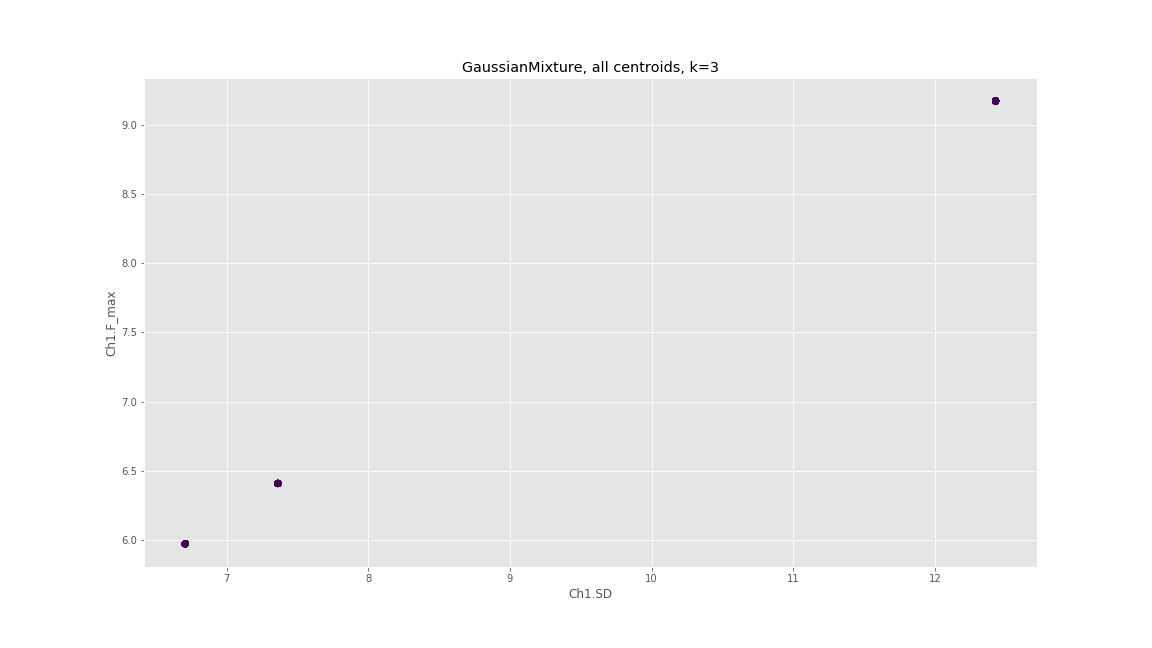 GaussianMixture, all centroids, k=3
9.0
8.5
8.0
7.5
7.0
6.5
6.0
Ch1.F_max
7 8 9 10 11 12
Ch1.SD